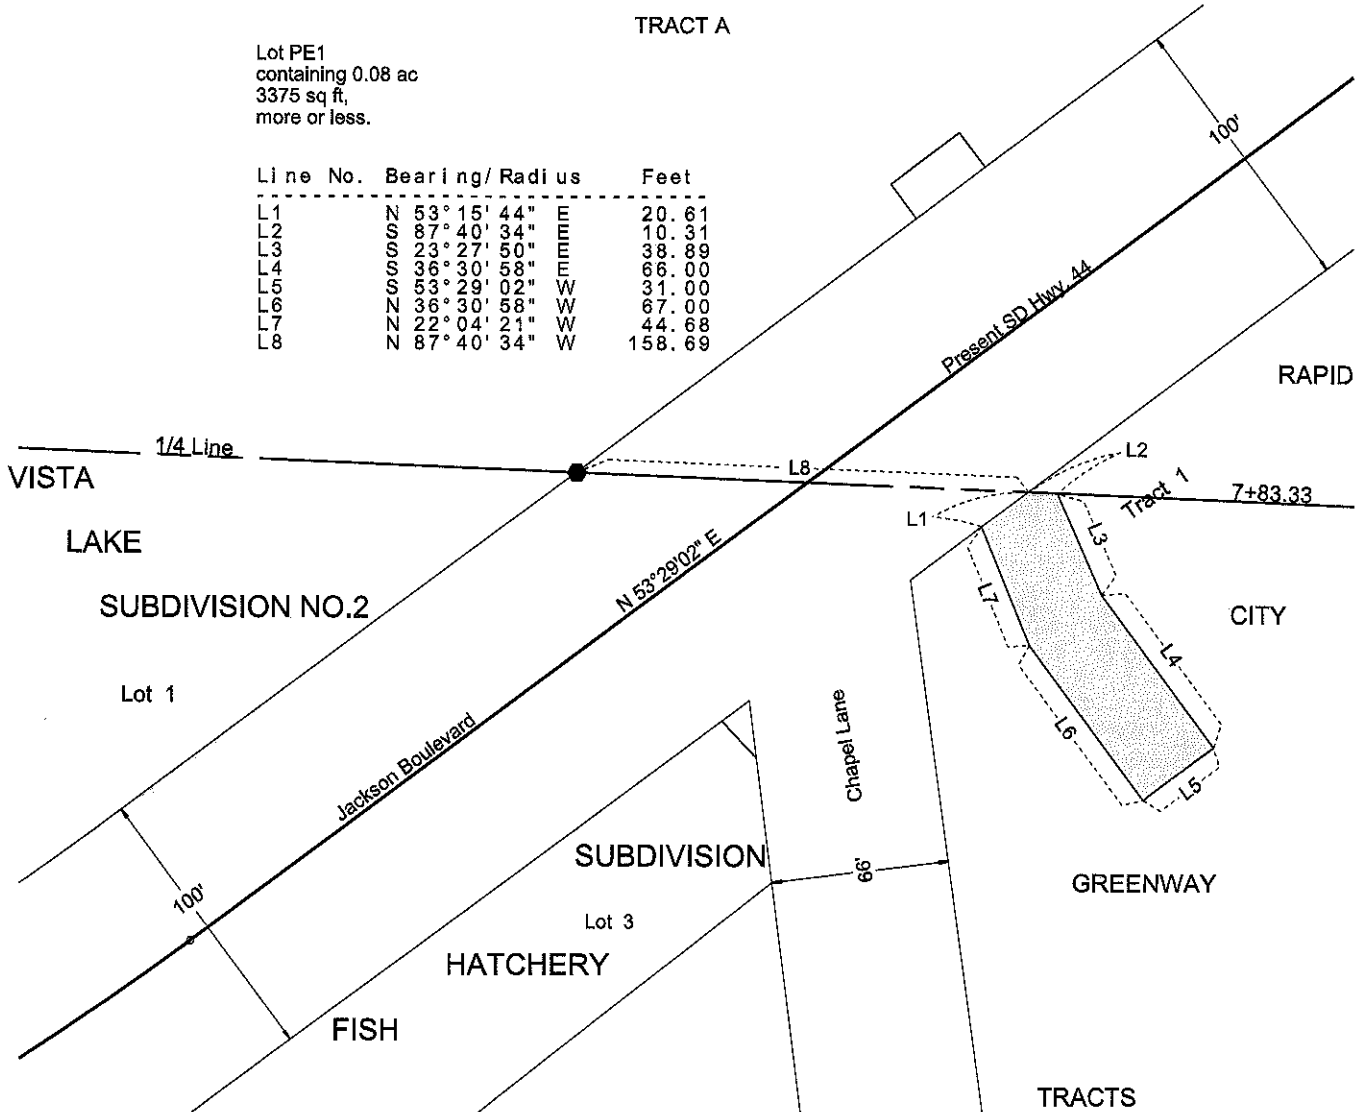 TRACT A
Lot PE1
containing 0.08 ac
3375 sq ft,
more or less.
Line No. Bearing/Radius Feet
L1 N 53°15'44" E 20.61
L2 S 87°40'34" E 10.31
L3 S 23°27'50" E 38.89
L4 S 36°30'58" E 66.00
L5 S 53°29'02" W 31.00
L6 N 36°30'58" W 67.00
L7 N 22°04'21" W 44.68
L8 N 87°40'34" W 158.69
100'
Present SD Hwy. 44
RAPID
1/4 Line
L8
L2
VISTA
Tract 1
7+83.33
L1
L3
LAKE
N 53°29'02" E
L7
SUBDIVISION NO.2
CITY
L4
Lot 1
Chapel Lane
L6
Jackson Boulevard
L5
SUBDIVISION
66'
GREENWAY
100'
Lot 3
HATCHERY
FISH
TRACTS